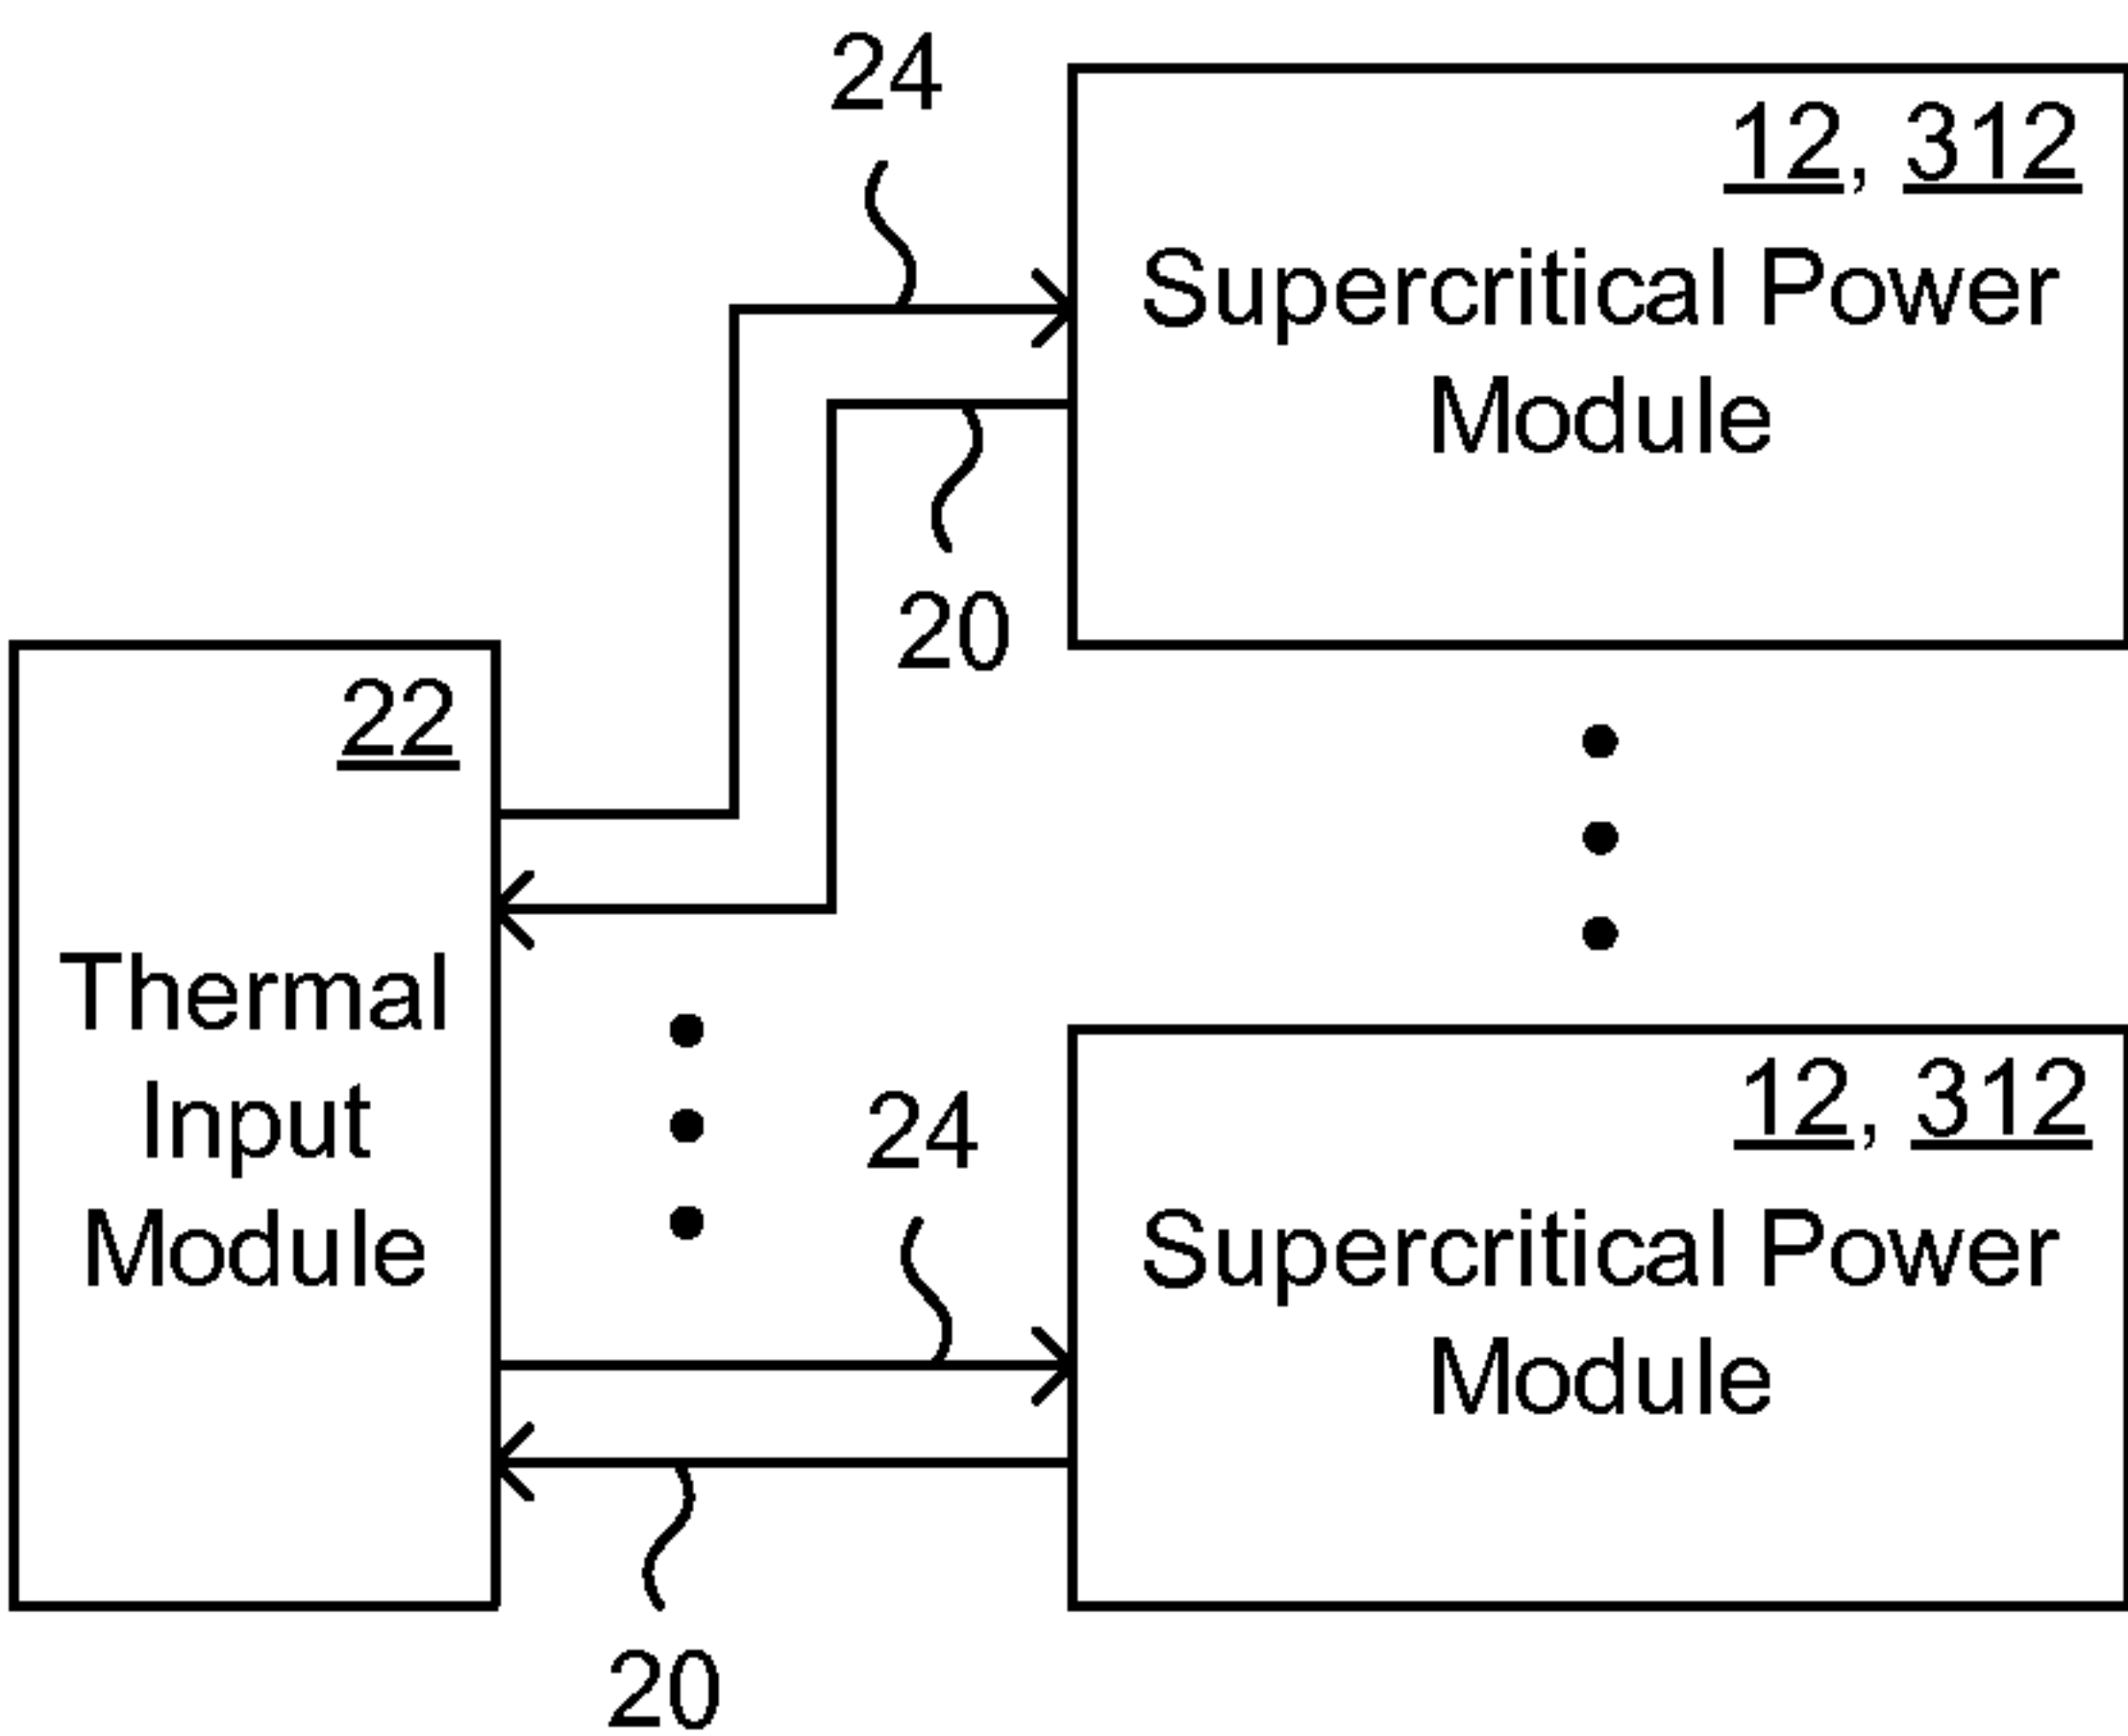 24
12, 312
Supercritical Power
Module
20
22
Thermal
Input
Module
24
12, 312
Supercritical Power
Module
20